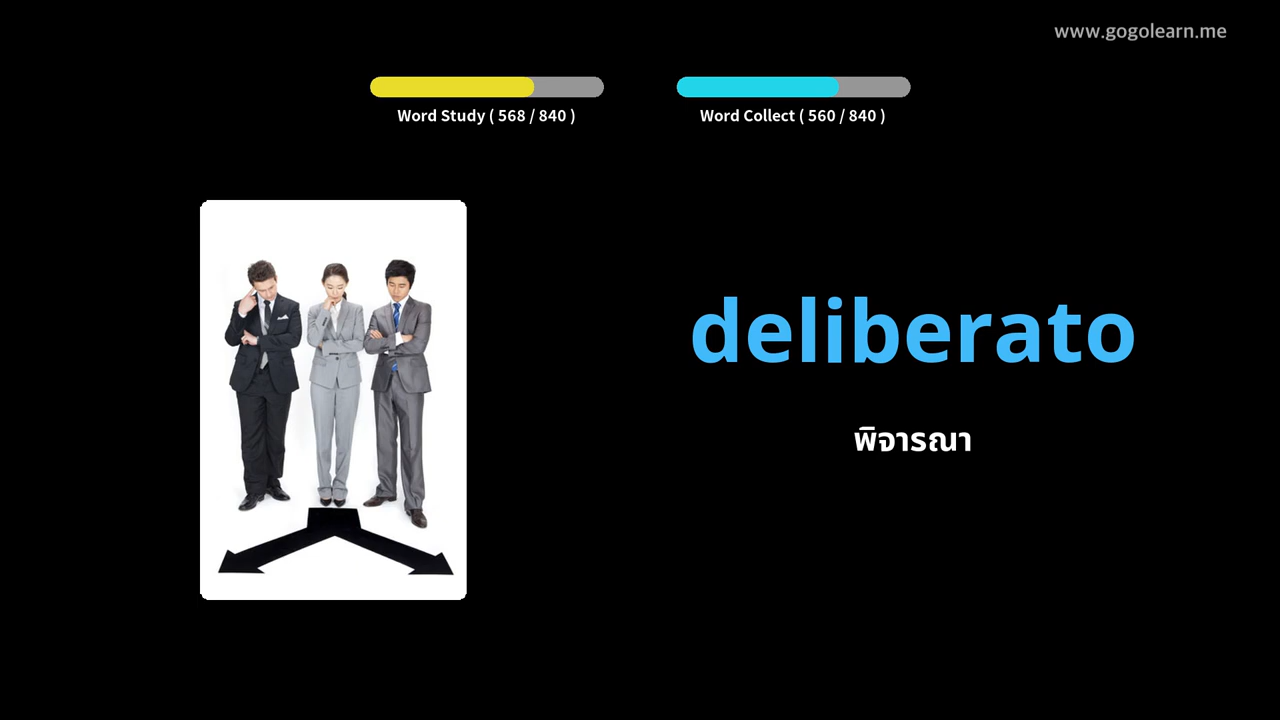 www.gogolearn.me
Word Study ( 568 / 840 )
Word Collect ( 560 / 840 )
deliberato
พิจารณา